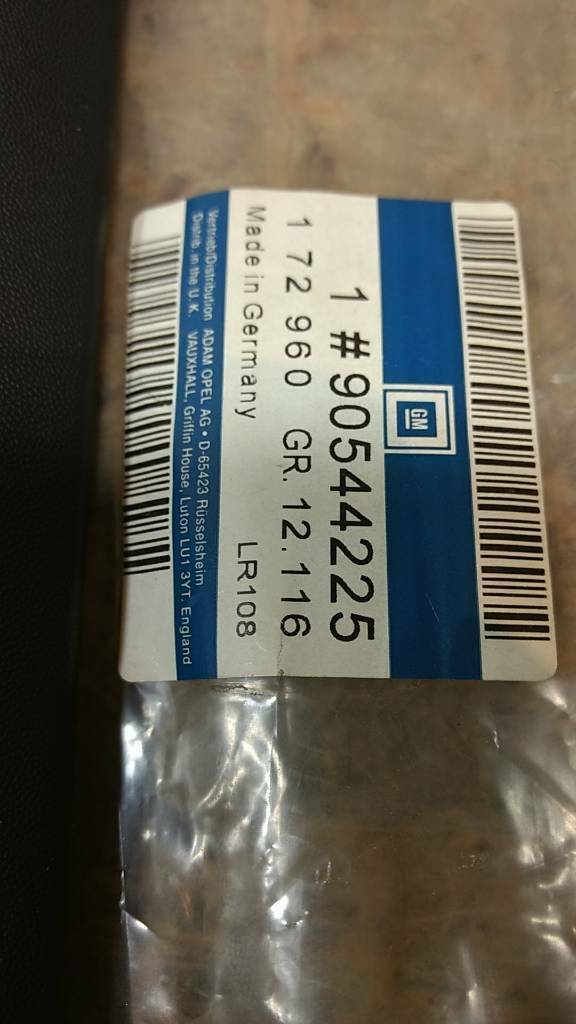 GM
1 #90544225
1 72 960 GR. 12.116
Made in Germany LR108
Vertrieb/Distribution ADAM OPEL AG • D-65423 Rüsselsheim
Distrib. in the U.K. VAUXHALL, Griffin House, Luton LU1 3YT. England